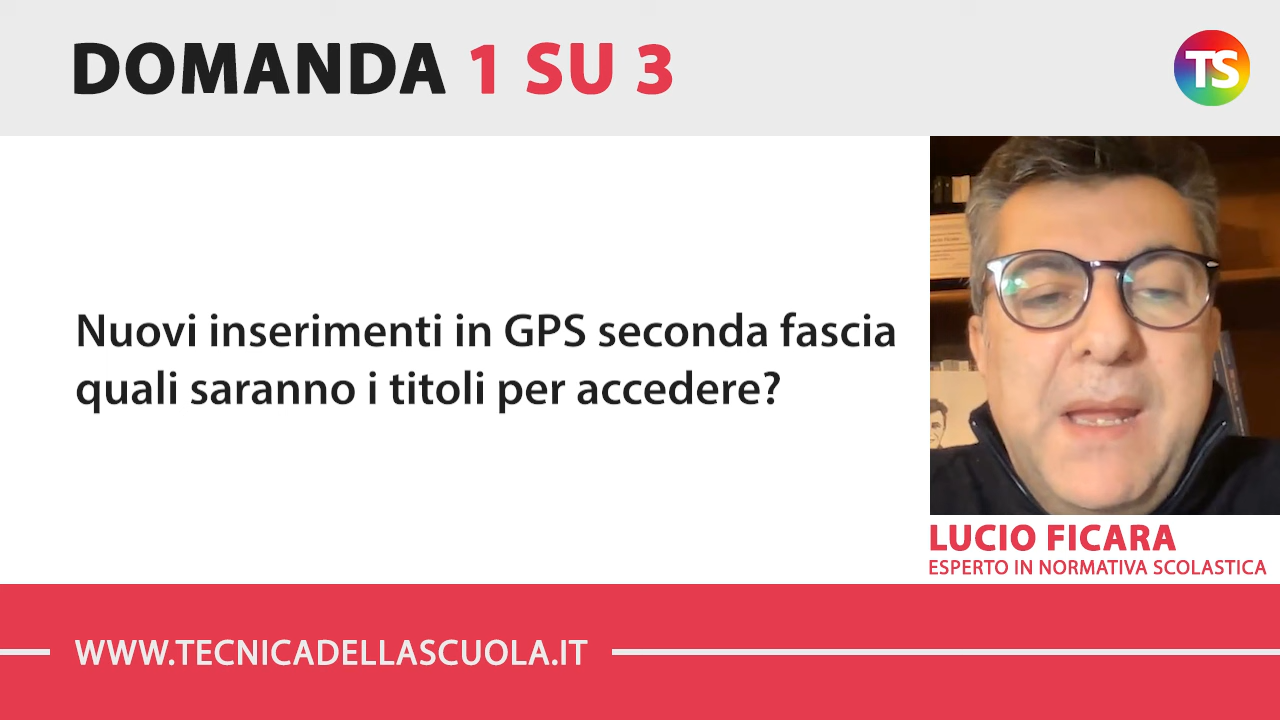 DOMANDA 1 SU 3
TS
Nuovi inserimenti in GPS seconda fascia
quali saranno i titoli per accedere?
LUCIO FICARA
ESPERTO IN NORMATIVA SCOLASTICA
WWW.TECNICADELLASCUOLA.IT